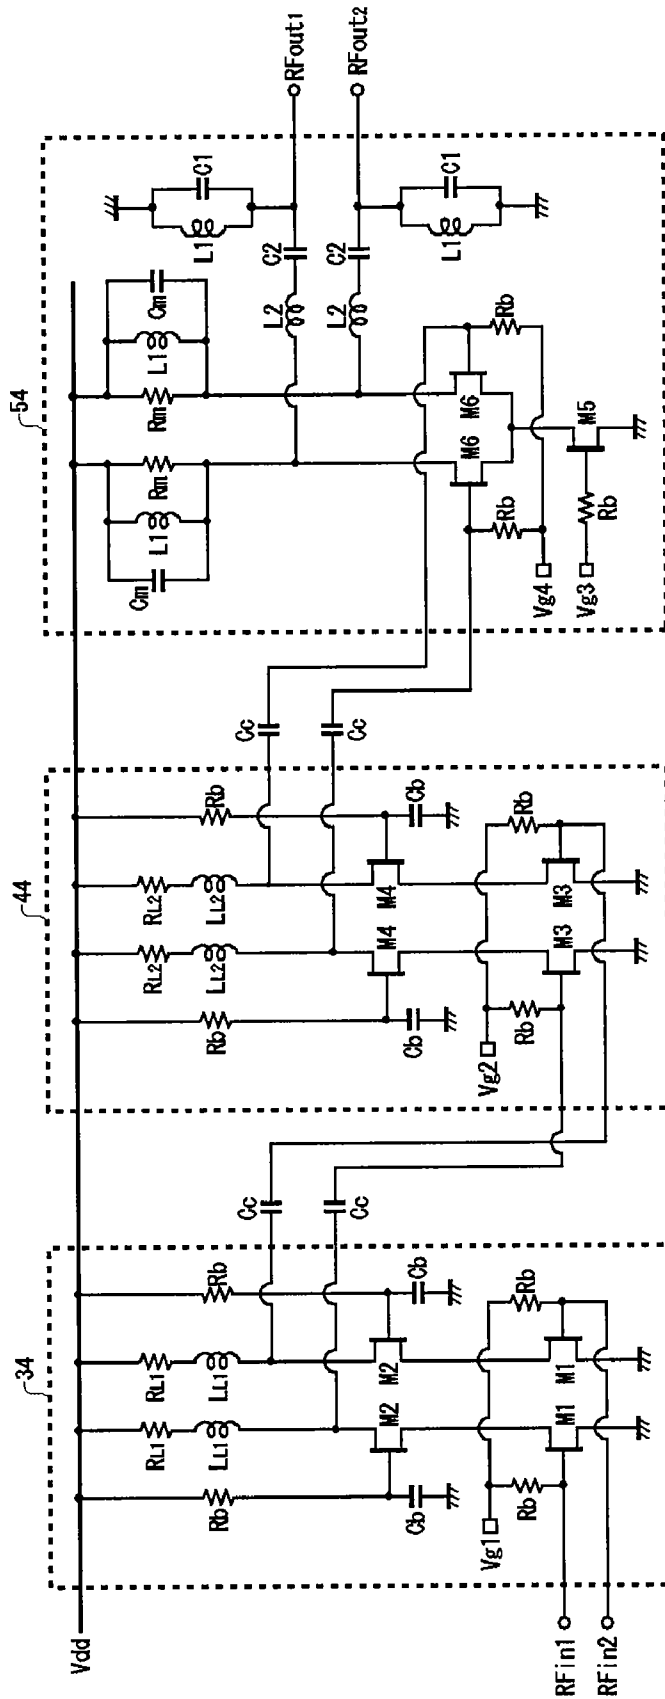 34
44
54
Vdd
Rb
RL1
RL1
Rb
LL1
LL1
Cb
M2
M2
Cb
Vg1
Rb
Rb
M1
M1
RFin1
RFin2
Cc
Cc
Rb
RL2
RL2
Rb
LL2
LL2
Cb
M4
M4
Cb
Vg2
Rb
Rb
M3
M3
Cc
Cc
Cm
L1
Rm
Rm
L1
Cm
L1
C1
L2
C2
RFout1
L2
C2
RFout2
L1
C1
M6
M6
Rb
Rb
Vg4
Vg3
Rb
M5